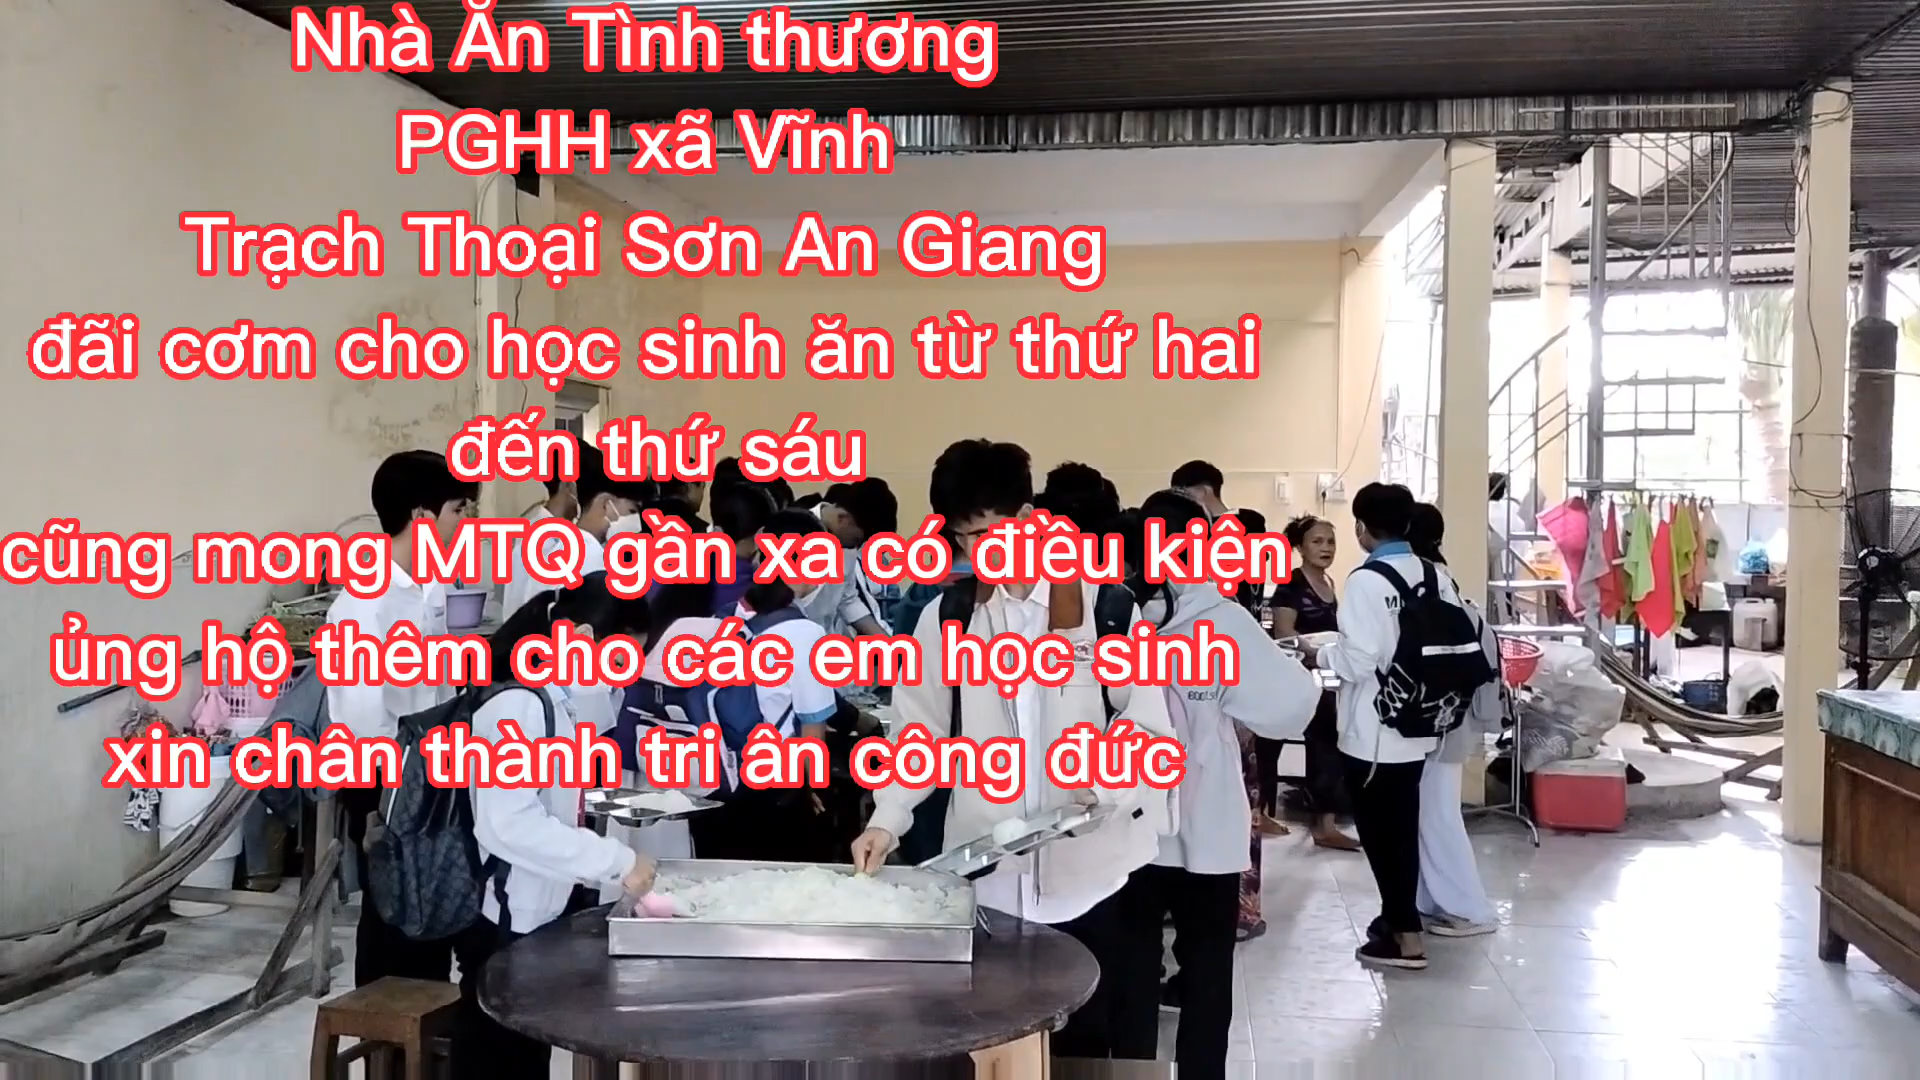 Nhà Ăn Tình thương
PGHH xã Vĩnh
Trạch Thoại Sơn An Giang
đãi cơm cho học sinh ăn từ thứ hai
đến thứ sáu
cũng mong MTQ gần xa có điều kiện
ủng hộ thêm cho các em học sinh
xin chân thành tri ân công đức